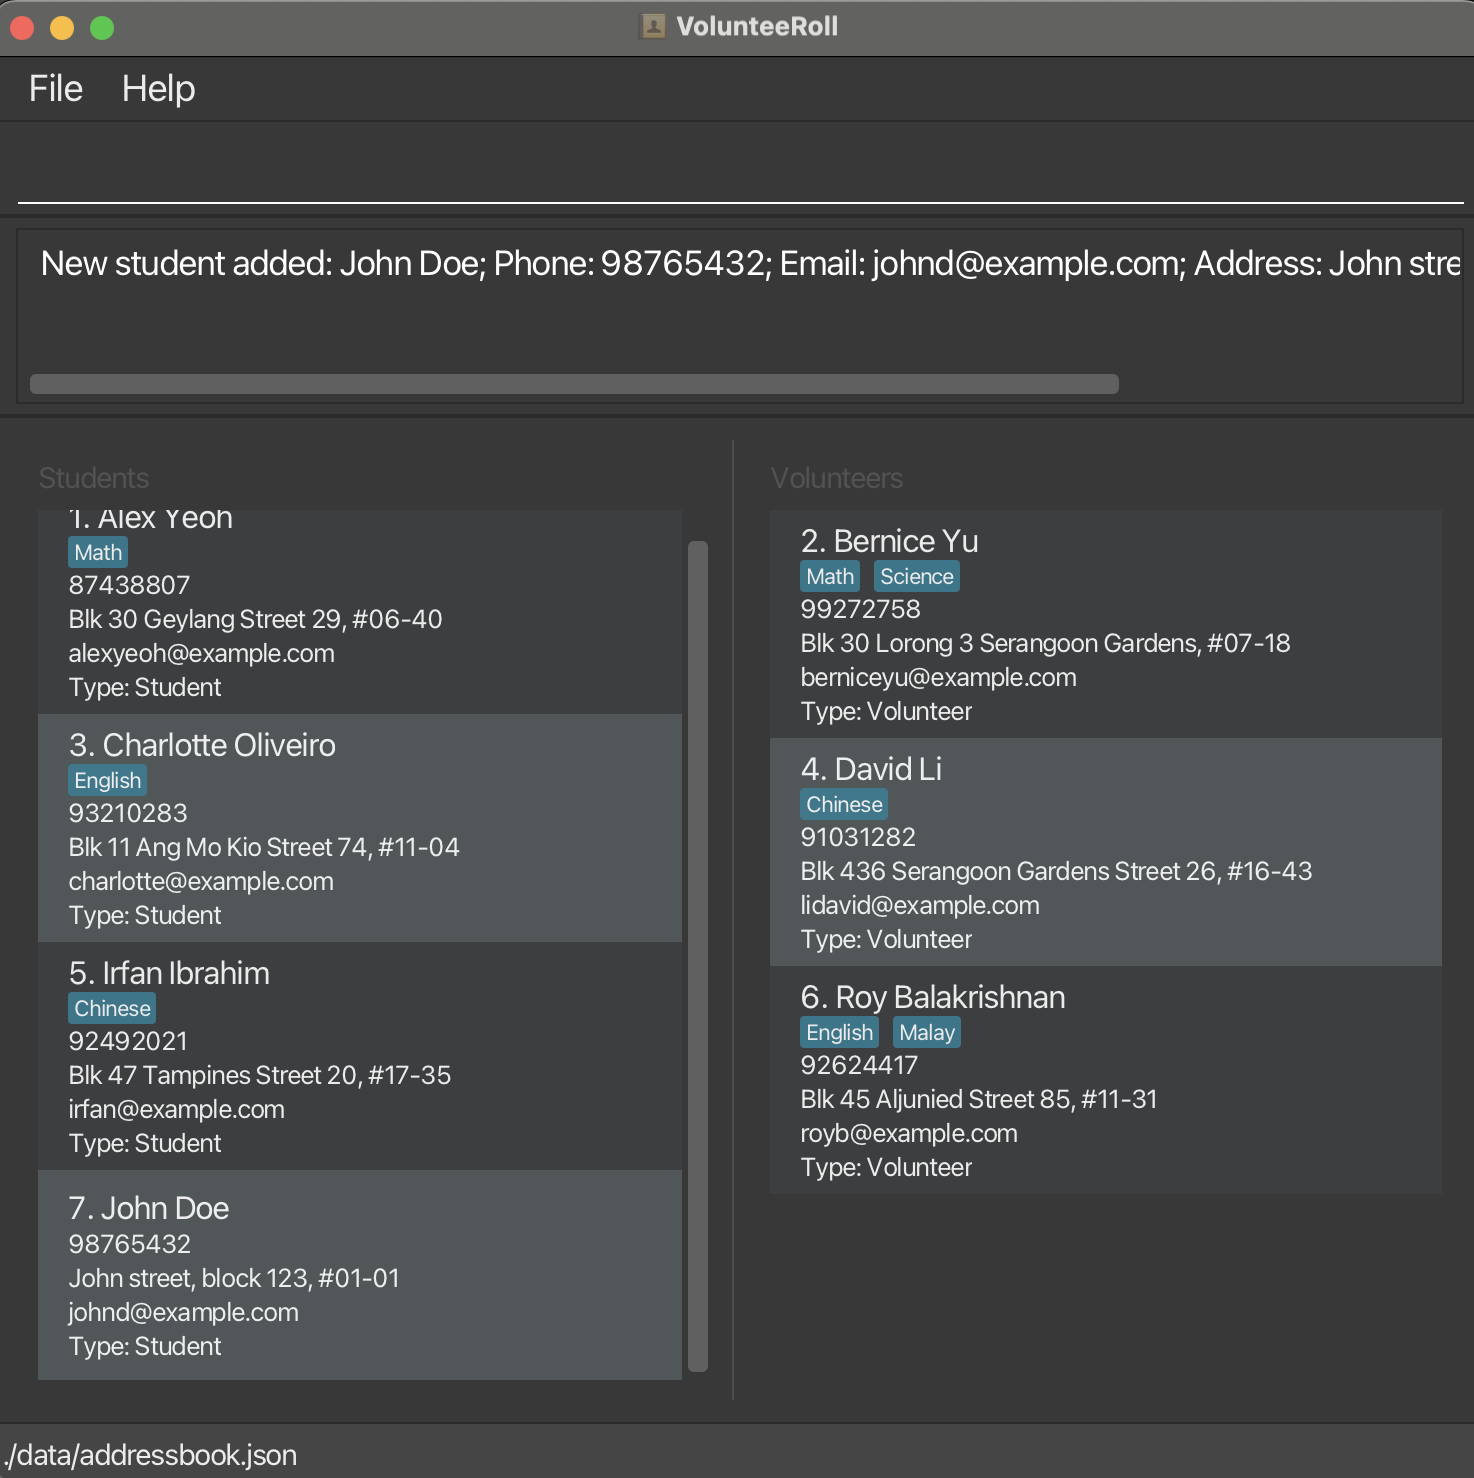 VolunteeRoll
File Help
New student added: John Doe; Phone: 98765432; Email: johnd@example.com; Address: John stre
Students
1. Alex Yeoh
Math
87438807
Blk 30 Geylang Street 29, #06-40
alexyeoh@example.com
Type: Student
3. Charlotte Oliveiro
English
93210283
Blk 11 Ang Mo Kio Street 74, #11-04
charlotte@example.com
Type: Student
5. Irfan Ibrahim
Chinese
92492021
Blk 47 Tampines Street 20, #17-35
irfan@example.com
Type: Student
7. John Doe
98765432
John street, block 123, #01-01
johnd@example.com
Type: Student
Volunteers
2. Bernice Yu
Math Science
99272758
Blk 30 Lorong 3 Serangoon Gardens, #07-18
berniceyu@example.com
Type: Volunteer
4. David Li
Chinese
91031282
Blk 436 Serangoon Gardens Street 26, #16-43
lidavid@example.com
Type: Volunteer
6. Roy Balakrishnan
English Malay
92624417
Blk 45 Aljunied Street 85, #11-31
royb@example.com
Type: Volunteer
./data/addressbook.json